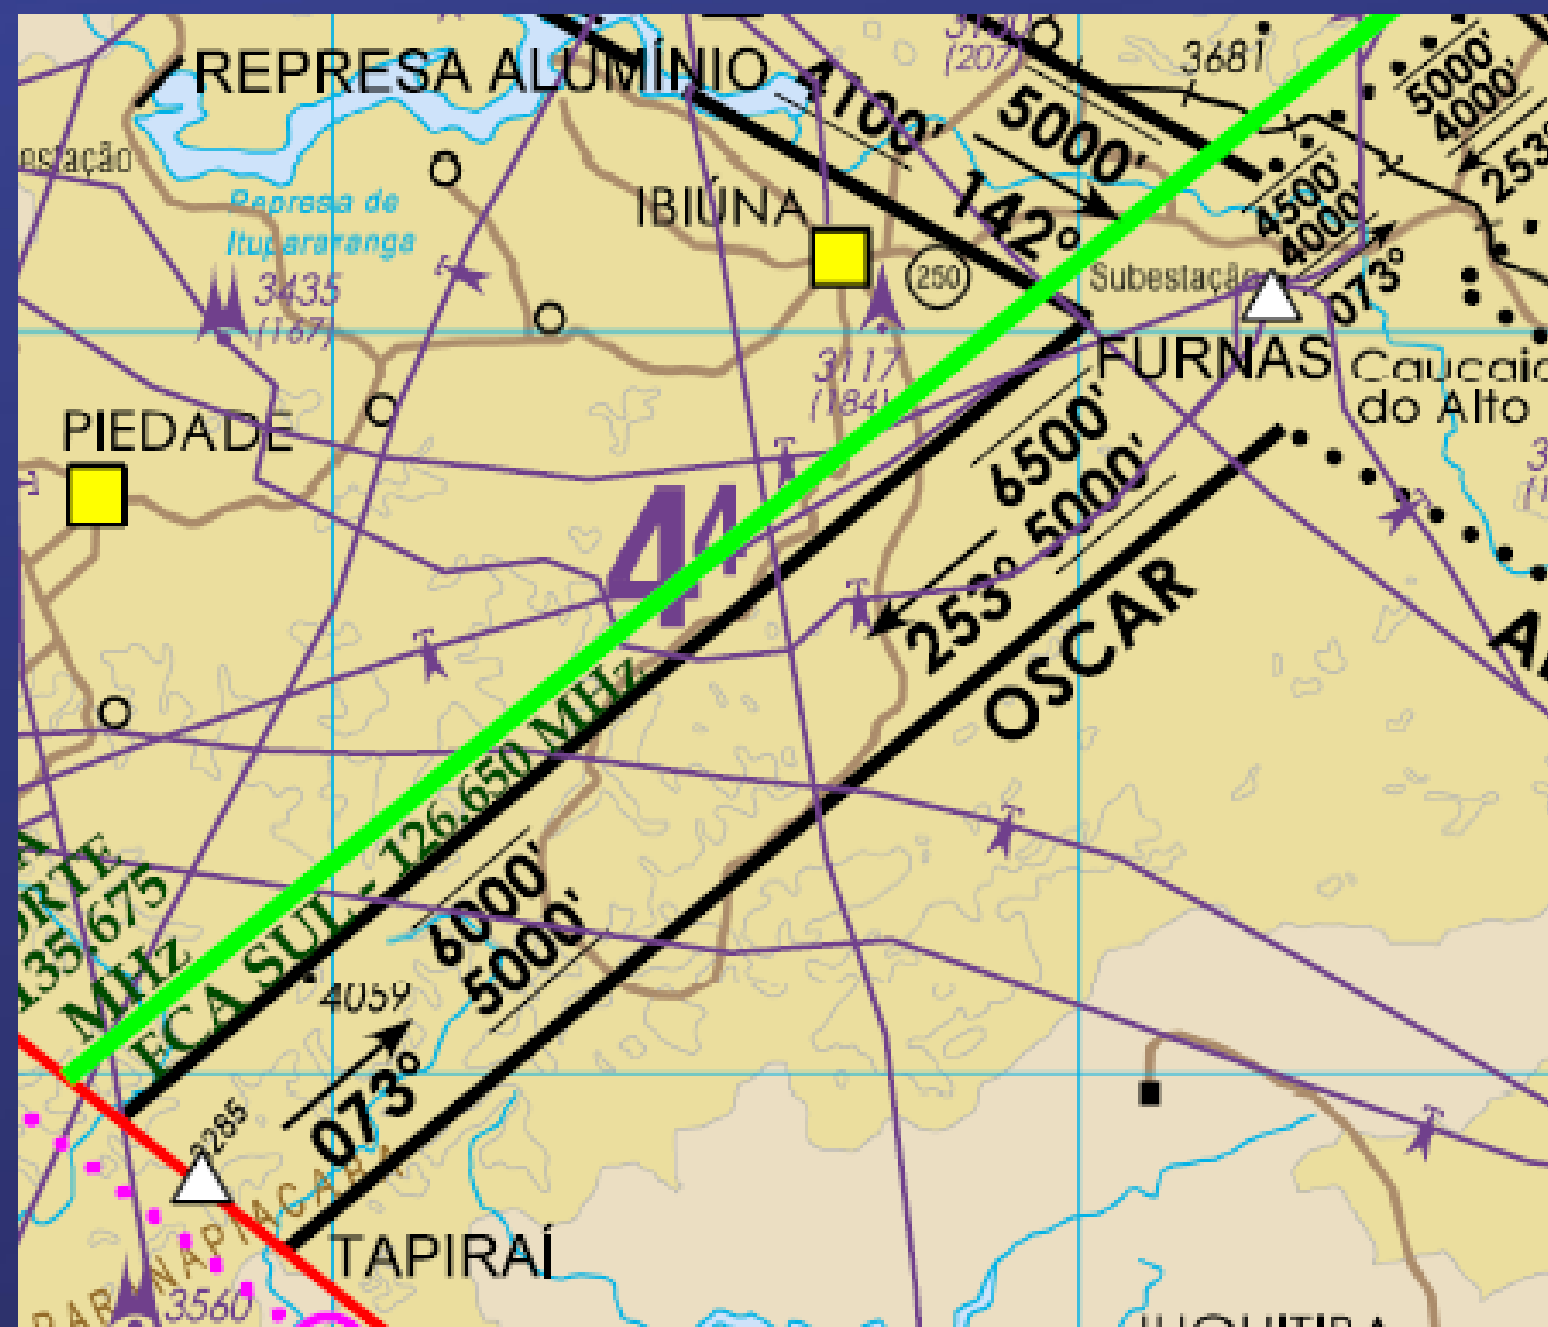 REPRESA ALUMÍNIO
4100'
(207)
5000'
3681
5000'
4000'
253°
estação
Represa de
Itupararanga
IBIÚNA
142°
250
4500'
4000'
073°
Subestação
3435
(167)
3117
(184)
FURNAS
Caucaia
do Alto
PIEDADE
4
6500'
5000'
253°
OSCAR
ECA SUL - 126.650 MHz
135.675
MHz
6000'
5000'
4059
073°
TAPIRAÍ
3560